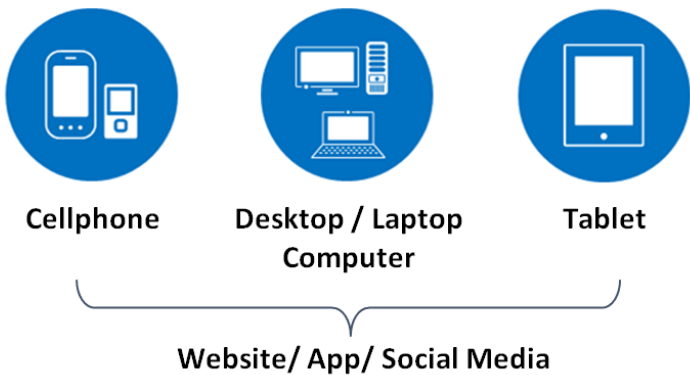 Cellphone
Desktop / Laptop
Computer
Tablet
Website/ App/ Social Media